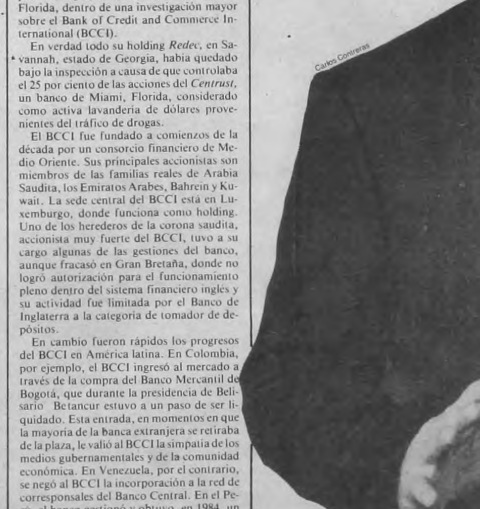 Florida, dentro de una investigación mayor
sobre el Bank of Credit and Commerce In-
ternational (BCCI).
En verdad todo su holding Redec, en Sa-
vannah, estado de Georgia, había quedado
bajo la inspección a causa de que controlaba
el 25 por ciento de las acciones del Centrust,
un banco de Miami, Florida, considerado
como activa lavandería de dólares prove-
nientes del tráfico de drogas.
El BCCI fue fundado a comienzos de la
década por un consorcio financiero de Me-
dio Oriente. Sus principales accionistas son
miembros de las familias reales de Arabia
Saudita, los Emiratos Arabes, Bahrein y Ku-
wait. La sede central del BCCI está en Lu-
xemburgo, donde funciona como holding.
Uno de los herederos de la corona saudita,
accionista muy fuerte del BCCI, tuvo a su
cargo algunas de las gestiones del banco,
aunque fracasó en Gran Bretaña, donde no
logró autorización para el funcionamiento
pleno dentro del sistema financiero inglés y
su actividad fue limitada por el Banco de
Inglaterra a la categoría de tomador de de-
pósitos.
En cambio fueron rápidos los progresos
del BCCI en América latina. En Colombia,
por ejemplo, el BCCI ingresó al mercado a
través de la compra del Banco Mercantil de
Bogotá, que durante la presidencia de Beli-
sario Betancur estuvo a un paso de ser li-
quidado. Esta entrada, en momentos en que
la mayoría de la banca extranjera se retiraba
de la plaza, le valió al BCCI la simpatía de los
medios gubernamentales y de la comunidad
económica. En Venezuela, por el contrario,
se negó al BCCI la incorporación a la red de
corresponsales del Banco Central. En el Pe-
el banco gestionó y obtuvo, en 1984, un
Carlos Contreras